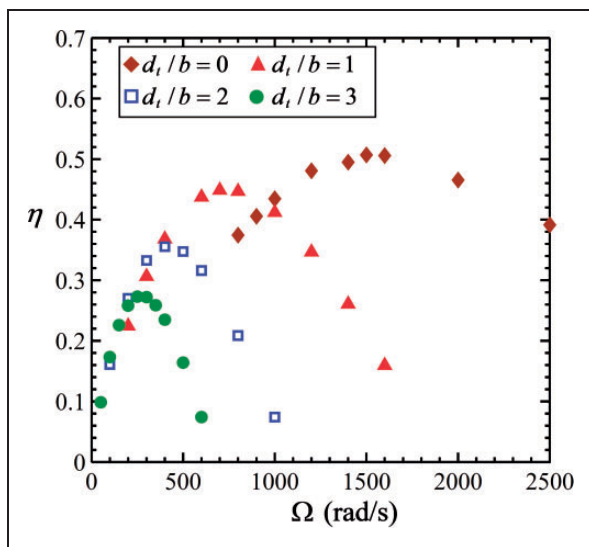 0.7
d_t / b = 0 d_t / b = 1
d_t / b = 2 d_t / b = 3
0.6
0.5
0.4
η
0.3
0.2
0.1
0
0 500 1000 1500 2000 2500
Ω (rad/s)